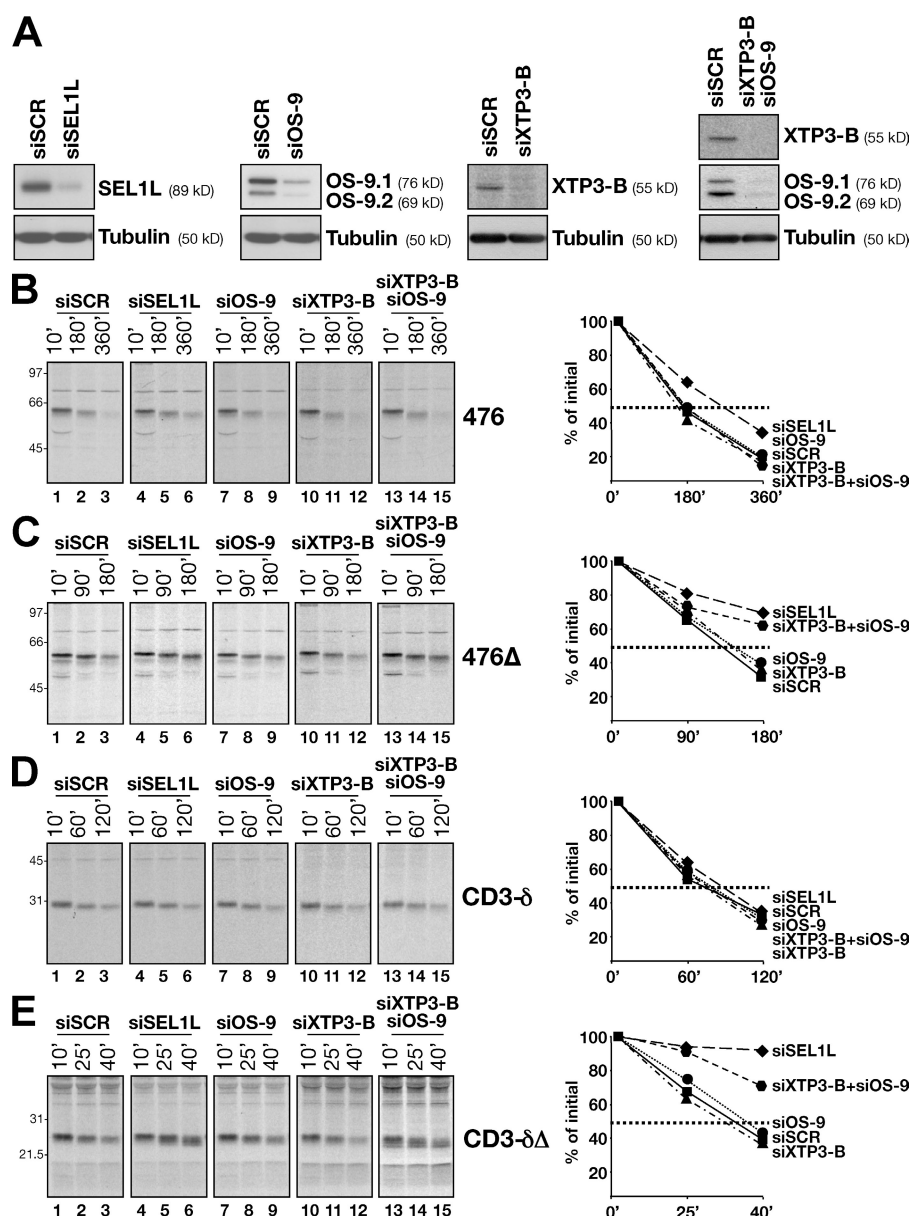 A
siSCR siSEL1L
SEL1L (89 kD)
Tubulin (50 kD)
siSCR siOS-9
OS-9.1 (76 kD)
OS-9.2 (69 kD)
Tubulin (50 kD)
siSCR siXTP3-B
XTP3-B (55 kD)
Tubulin (50 kD)
siSCR siXTP3-B siOS-9
XTP3-B (55 kD)
OS-9.1 (76 kD)
OS-9.2 (69 kD)
Tubulin (50 kD)
B
siSCR siSEL1L siOS-9 siXTP3-B siXTP3-B siOS-9
10' 180' 360' 10' 180' 360' 10' 180' 360' 10' 180' 360' 10' 180' 360'
97
66
45
476
1 2 3 4 5 6 7 8 9 10 11 12 13 14 15
% of initial
100
80
60
40
20
0' 180' 360'
siSEL1L
siOS-9
siSCR
siXTP3-B
siXTP3-B+siOS-9
C
siSCR siSEL1L siOS-9 siXTP3-B siXTP3-B siOS-9
10' 90' 180' 10' 90' 180' 10' 90' 180' 10' 90' 180' 10' 90' 180'
97
66
45
476Δ
1 2 3 4 5 6 7 8 9 10 11 12 13 14 15
% of initial
100
80
60
40
20
0' 90' 180'
siSEL1L
siXTP3-B+siOS-9
siOS-9
siXTP3-B
siSCR
D
siSCR siSEL1L siOS-9 siXTP3-B siXTP3-B siOS-9
10' 60' 120' 10' 60' 120' 10' 60' 120' 10' 60' 120' 10' 60' 120'
45
31
CD3-δ
1 2 3 4 5 6 7 8 9 10 11 12 13 14 15
% of initial
100
80
60
40
20
0' 60' 120'
siSEL1L
siSCR
siOS-9
siXTP3-B+siOS-9
siXTP3-B
E
siSCR siSEL1L siOS-9 siXTP3-B siXTP3-B siOS-9
10' 25' 40' 10' 25' 40' 10' 25' 40' 10' 25' 40' 10' 25' 40'
31
21.5
CD3-δΔ
1 2 3 4 5 6 7 8 9 10 11 12 13 14 15
% of initial
100
80
60
40
20
0' 25' 40'
siSEL1L
siXTP3-B+siOS-9
siOS-9
siSCR
siXTP3-B